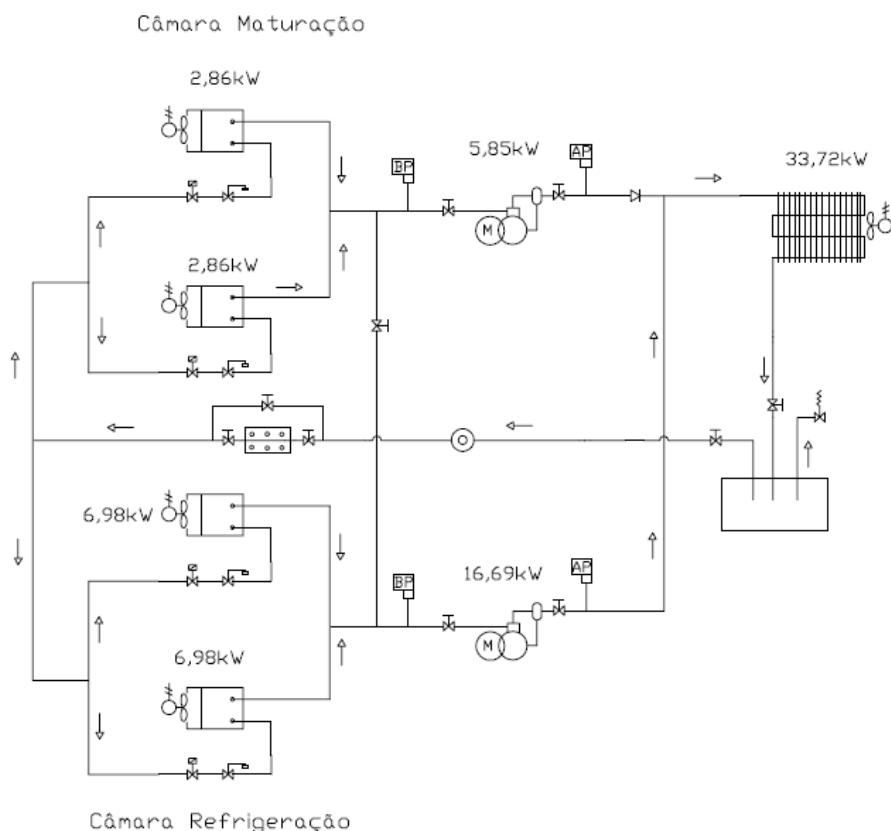 Câmara Maturação
2,86kW
5,85kW
33,72kW
BP
AP
M
2,86kW
6,98kW
16,69kW
BP
AP
M
6,98kW
Câmara Refrigeração